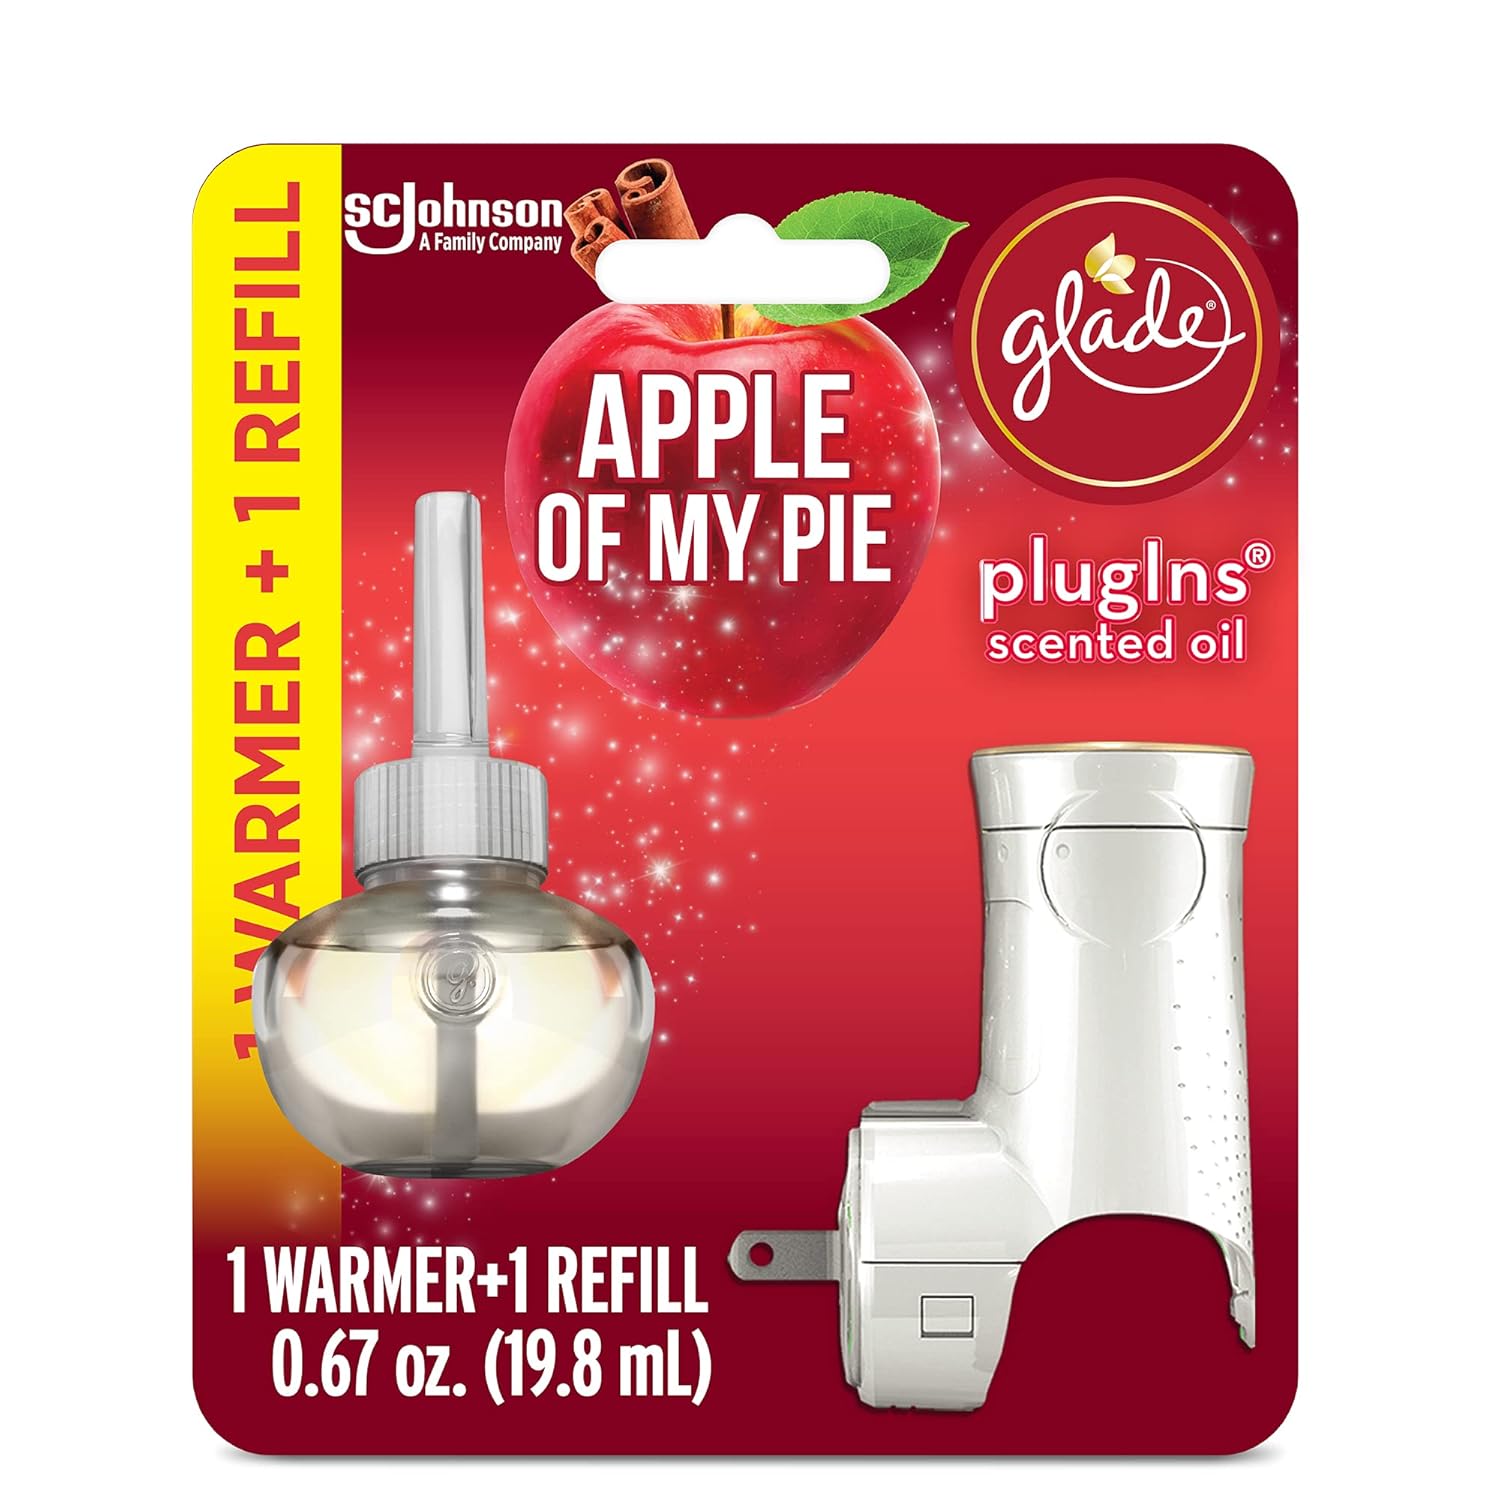 1 WARMER + 1 REFILL
SC Johnson
A Family Company
glade®
APPLE
OF MY PIE
plugIns®
scented oil
g.
1 WARMER+1 REFILL
0.67 oz. (19.8 mL)